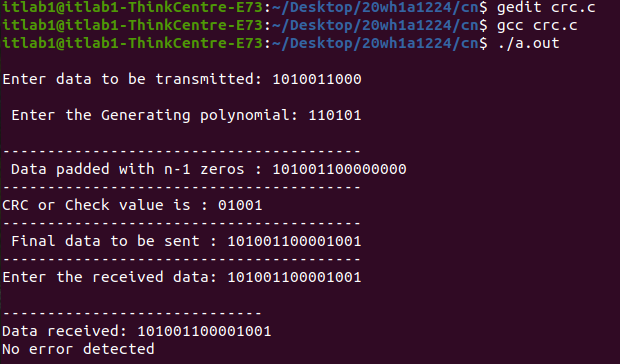 itlab1@itlab1-ThinkCentre-E73:~/Desktop/20wh1a1224/cn$ gedit crc.c
itlab1@itlab1-ThinkCentre-E73:~/Desktop/20wh1a1224/cn$ gcc crc.c
itlab1@itlab1-ThinkCentre-E73:~/Desktop/20wh1a1224/cn$ ./a.out
Enter data to be transmitted: 1010011000
Enter the Generating polynomial: 110101
----------------------------------------
Data padded with n-1 zeros : 101001100000000
----------------------------------------
CRC or Check value is : 01001
----------------------------------------
Final data to be sent : 101001100001001
----------------------------------------
Enter the received data: 101001100001001
-----------------------------
Data received: 101001100001001
No error detected